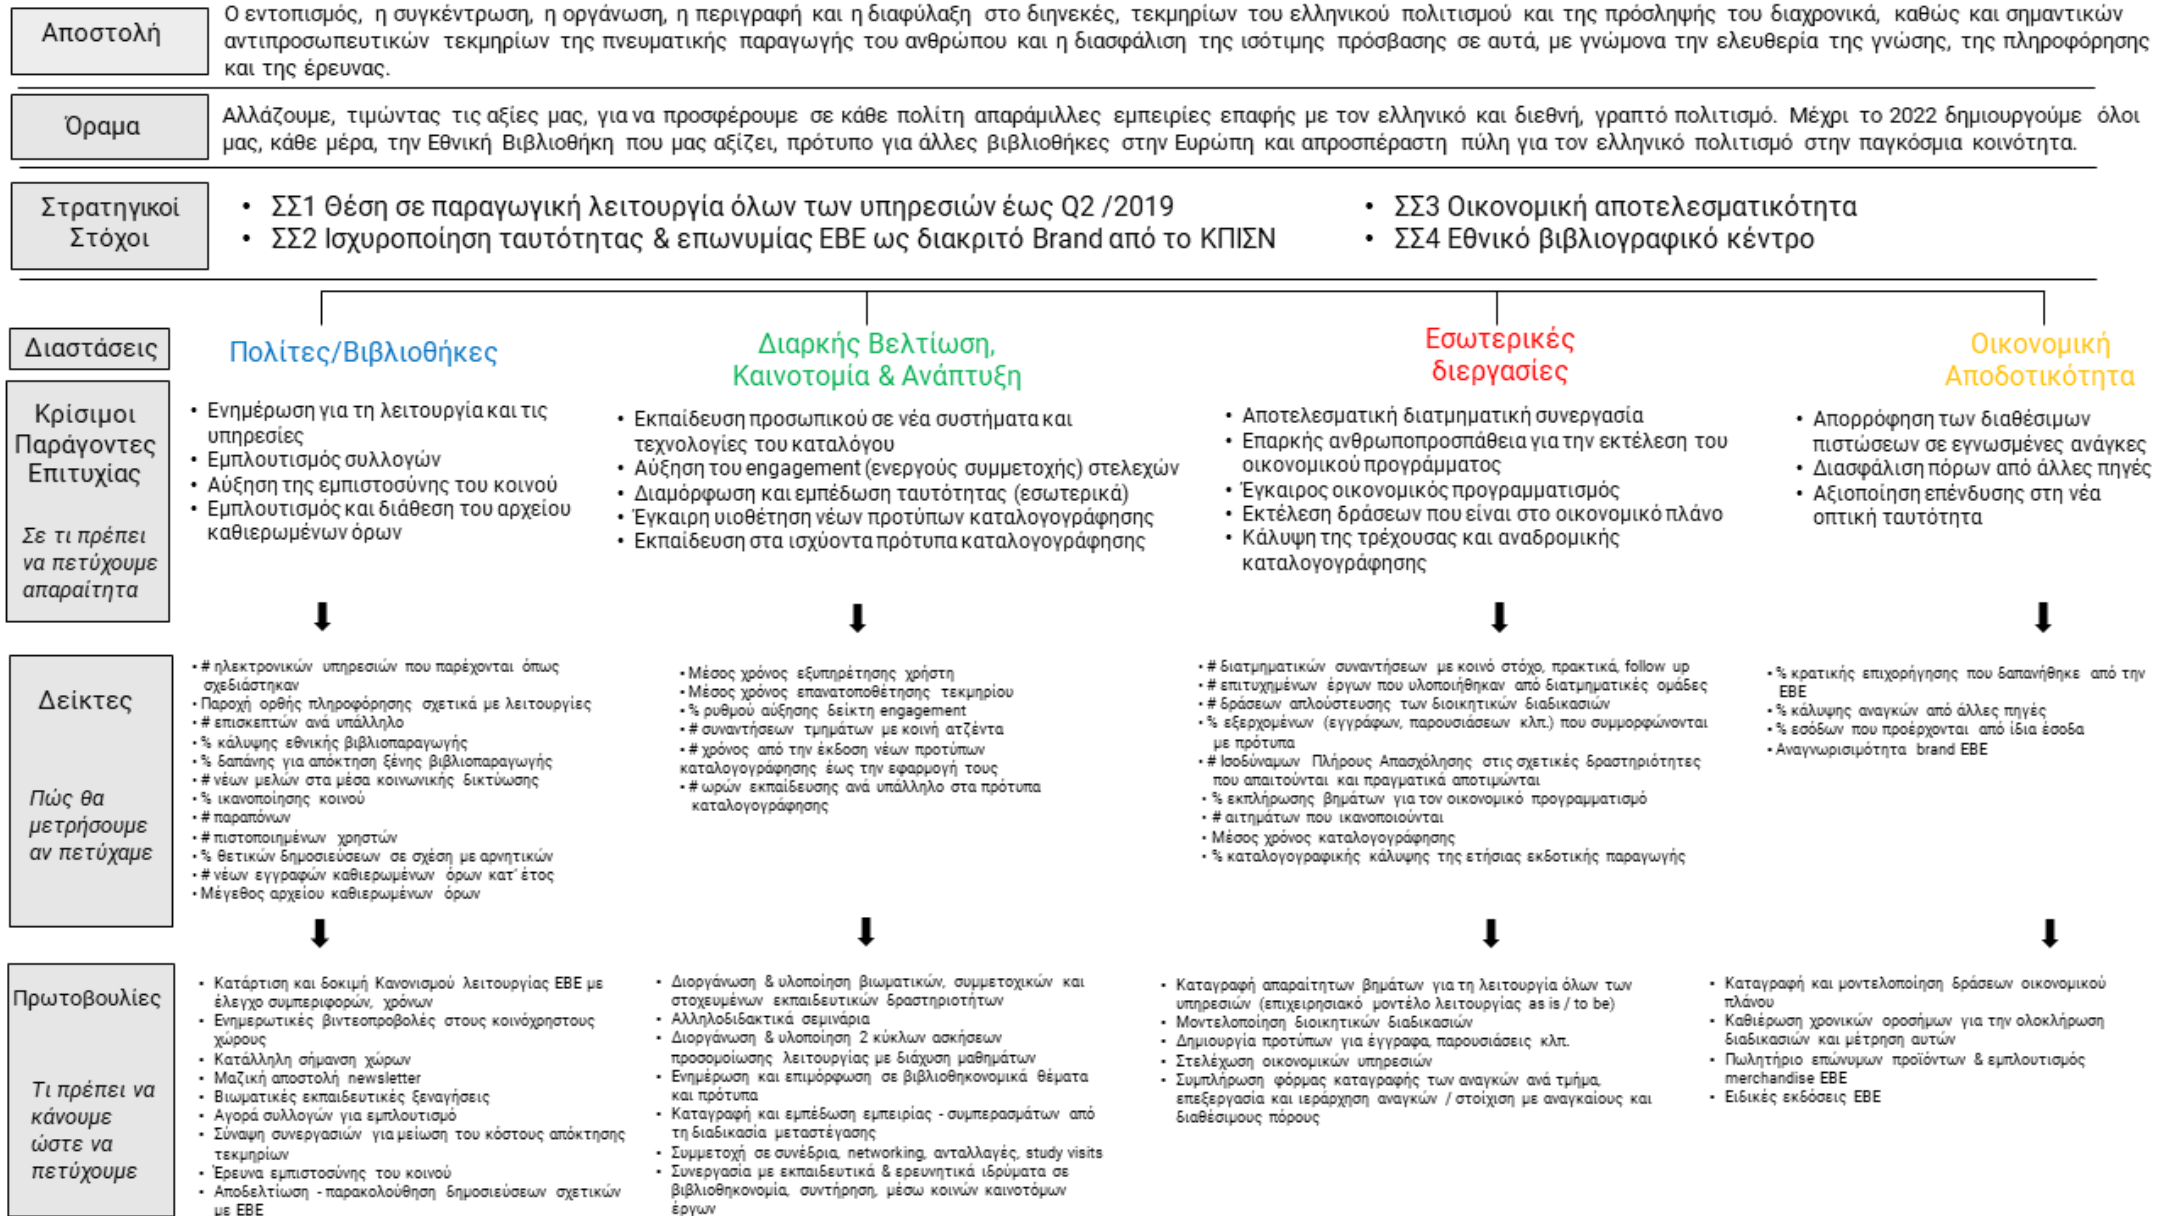 Αποστολή
Ο εντοπισμός, η συγκέντρωση, η οργάνωση, η περιγραφή και η διαφύλαξη στο διηνεκές, τεκμηρίων του ελληνικού πολιτισμού και της πρόσληψής του διαχρονικά, καθώς και σημαντικών
αντιπροσωπευτικών τεκμηρίων της πνευματικής παραγωγής του ανθρώπου και η διασφάλιση της ισότιμης πρόσβασης σε αυτά, με γνώμονα την ελευθερία της γνώσης, της πληροφόρησης
και της έρευνας.
Όραμα
Αλλάζουμε, τιμώντας τις αξίες μας, για να προσφέρουμε σε κάθε πολίτη απαράμιλλες εμπειρίες επαφής με τον ελληνικό και διεθνή, γραπτό πολιτισμό. Μέχρι το 2022 δημιουργούμε όλοι
μας, κάθε μέρα, την Εθνική Βιβλιοθήκη που μας αξίζει, πρότυπο για άλλες βιβλιοθήκες στην Ευρώπη και απροσπέραστη πύλη για τον ελληνικό πολιτισμό στην παγκόσμια κοινότητα.
Στρατηγικοί
Στόχοι
• ΣΣ1 Θέση σε παραγωγική λειτουργία όλων των υπηρεσιών έως Q2 /2019
• ΣΣ2 Ισχυροποίηση ταυτότητας & επωνυμίας ΕΒΕ ως διακριτό Brand από το ΚΠΙΣΝ
• ΣΣ3 Οικονομική αποτελεσματικότητα
• ΣΣ4 Εθνικό βιβλιογραφικό κέντρο
Διαστάσεις
Πολίτες/Βιβλιοθήκες
Διαρκής Βελτίωση,
Καινοτομία & Ανάπτυξη
Εσωτερικές
διεργασίες
Οικονομική
Αποδοτικότητα
Κρίσιμοι
Παράγοντες
Επιτυχίας
Σε τι πρέπει
να πετύχουμε
απαραίτητα
• Ενημέρωση για τη λειτουργία και τις
υπηρεσίες
• Εμπλουτισμός συλλογών
• Αύξηση της εμπιστοσύνης του κοινού
• Εμπλουτισμός και διάθεση του αρχείου
καθιερωμένων όρων
• Εκπαίδευση προσωπικού σε νέα συστήματα και
τεχνολογίες του καταλόγου
• Αύξηση του engagement (ενεργούς συμμετοχής) στελεχών
• Διαμόρφωση και εμπέδωση ταυτότητας (εσωτερικά)
• Έγκαιρη υιοθέτηση νέων προτύπων καταλογογράφησης
• Εκπαίδευση στα ισχύοντα πρότυπα καταλογογράφησης
• Αποτελεσματική διατμηματική συνεργασία
• Επαρκής ανθρωποπροσπάθεια για την εκτέλεση του
οικονομικού προγράμματος
• Έγκαιρος οικονομικός προγραμματισμός
• Εκτέλεση δράσεων που είναι στο οικονομικό πλάνο
• Κάλυψη της τρέχουσας και αναδρομικής
καταλογογράφησης
• Απορρόφηση των διαθέσιμων
πιστώσεων σε εγνωσμένες ανάγκες
• Διασφάλιση πόρων από άλλες πηγές
• Αξιοποίηση επένδυσης στη νέα
οπτική ταυτότητα
Δείκτες
Πώς θα
μετρήσουμε
αν πετύχαμε
• # ηλεκτρονικών υπηρεσιών που παρέχονται όπως
σχεδιάστηκαν
• Παροχή ορθής πληροφόρησης σχετικά με λειτουργίες
• # επισκεπτών ανά υπάλληλο
• % κάλυψης εθνικής βιβλιοπαραγωγής
• % δαπάνης για απόκτηση ξένης βιβλιοπαραγωγής
• # νέων μελών στα μέσα κοινωνικής δικτύωσης
• % ικανοποίησης κοινού
• # παραπόνων
• # πιστοποιημένων χρηστών
• % θετικών δημοσιεύσεων σε σχέση με αρνητικών
• # νέων εγγραφών καθιερωμένων όρων κατ' έτος
• Μέγεθος αρχείου καθιερωμένων όρων
• Μέσος χρόνος εξυπηρέτησης χρήστη
• Μέσος χρόνος επανατοποθέτησης τεκμηρίου
• % ρυθμού αύξησης δείκτη engagement
• # συναντήσεων τμημάτων με κοινή ατζέντα
• # χρόνος από την έκδοση νέων προτύπων
καταλογογράφησης έως την εφαρμογή τους
• # ωρών εκπαίδευσης ανά υπάλληλο στα πρότυπα
καταλογογράφησης
• # διατμηματικών συναντήσεων με κοινό στόχο, πρακτικά, follow up
• # επιτυχημένων έργων που υλοποιήθηκαν από διατμηματικές ομάδες
• # δράσεων απλούστευσης των διοικητικών διαδικασιών
• % εξερχομένων (εγγράφων, παρουσιάσεων κλπ.) που συμμορφώνονται
με πρότυπα
• # Ισοδύναμων Πλήρους Απασχόλησης στις σχετικές δραστηριότητες
που απαιτούνται και πραγματικά αποτιμώνται
• % εκπλήρωσης βημάτων για τον οικονομικό προγραμματισμό
• # αιτημάτων που ικανοποιούνται
• Μέσος χρόνος καταλογογράφησης
• % καταλογογραφικής κάλυψης της ετήσιας εκδοτικής παραγωγής
• % κρατικής επιχορήγησης που δαπανήθηκε από την
ΕΒΕ
• % κάλυψης αναγκών από άλλες πηγές
• % εσόδων που προέρχονται από ίδια έσοδα
• Αναγνωρισιμότητα brand ΕΒΕ
Πρωτοβουλίες
Τι πρέπει να
κάνουμε
ώστε να
πετύχουμε
• Κατάρτιση και δοκιμή Κανονισμού λειτουργίας ΕΒΕ με
έλεγχο συμπεριφορών, χρόνων
• Ενημερωτικές βιντεοπροβολές στους κοινόχρηστους
χώρους
• Κατάλληλη σήμανση χώρων
• Μαζική αποστολή newsletter
• Βιωματικές εκπαιδευτικές ξεναγήσεις
• Αγορά συλλογών για εμπλουτισμό
• Σύναψη συνεργασιών για μείωση του κόστους απόκτησης
τεκμηρίων
• Έρευνα εμπιστοσύνης του κοινού
• Αποδελτίωση - παρακολούθηση δημοσιεύσεων σχετικών
με ΕΒΕ
• Διοργάνωση & υλοποίηση βιωματικών, συμμετοχικών και
στοχευμένων εκπαιδευτικών δραστηριοτήτων
• Αλληλοδιδακτικά σεμινάρια
• Διοργάνωση & υλοποίηση 2 κύκλων ασκήσεων
προσομοίωσης λειτουργίας με διάχυση μαθημάτων
• Ενημέρωση και επιμόρφωση σε βιβλιοθηκονομικά θέματα
και πρότυπα
• Καταγραφή και εμπέδωση εμπειρίας - συμπερασμάτων από
τη διαδικασία μεταστέγασης
• Συμμετοχή σε συνέδρια, networking, ανταλλαγές, study visits
• Συνεργασία με εκπαιδευτικά & ερευνητικά ιδρύματα σε
βιβλιοθηκονομία, συντήρηση, μέσω κοινών καινοτόμων
έργων
• Καταγραφή απαραίτητων βημάτων για τη λειτουργία όλων των
υπηρεσιών (επιχειρησιακό μοντέλο λειτουργίας as is / to be)
• Μοντελοποίηση διοικητικών διαδικασιών
• Δημιουργία προτύπων για έγγραφα, παρουσιάσεις κλπ.
• Στελέχωση οικονομικών υπηρεσιών
• Συμπλήρωση φόρμας καταγραφής των αναγκών ανά τμήμα,
επεξεργασία και ιεράρχηση αναγκών / στοίχιση με αναγκαίους και
διαθέσιμους πόρους
• Καταγραφή και μοντελοποίηση δράσεων οικονομικού
πλάνου
• Καθιέρωση χρονικών οροσήμων για την ολοκλήρωση
διαδικασιών και μέτρηση αυτών
• Πωλητήριο επώνυμων προϊόντων & εμπλουτισμός
merchandise ΕΒΕ
• Ειδικές εκδόσεις ΕΒΕ